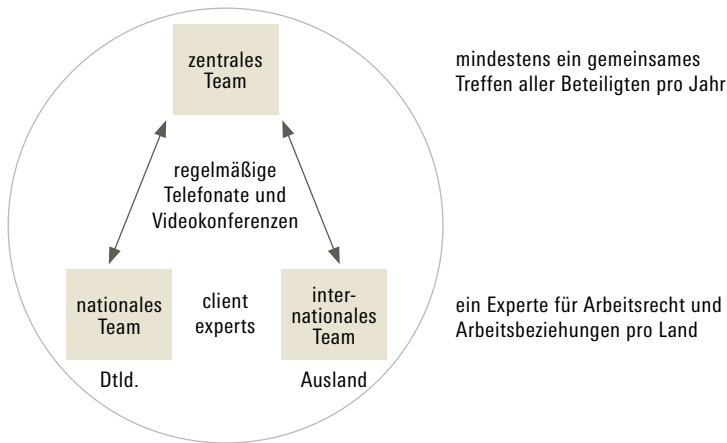 zentrales
Team
mindestens ein gemeinsames
Treffen aller Beteiligten pro Jahr
regelmäßige
Telefonate und
Videokonferenzen
nationales
Team
client
experts
inter-
nationales
Team
ein Experte für Arbeitsrecht und
Arbeitsbeziehungen pro Land
Dtld.
Ausland